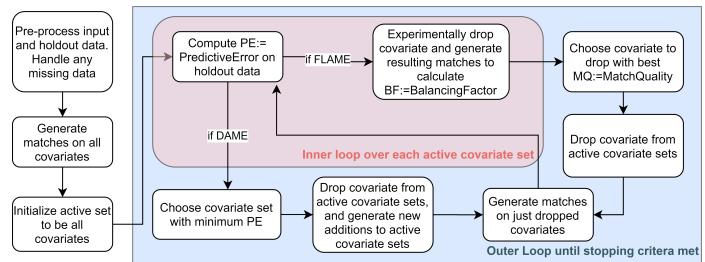 Pre-process input
and holdout data.
Handle any
missing data
Generate
matches on all
covariates
Initialize active set
to be all
covariates
Compute PE:=
PredictiveError on
holdout data
if FLAME
Experimentally drop
covariate and generate
resulting matches to
calculate
BF:=BalancingFactor
Choose covariate to
drop with best
MQ:=MatchQuality
if DAME
Inner loop over each active covariate set
Drop covariate from
active covariate sets
Choose covariate set
with minimum PE
Drop covariate from
active covariate sets,
and generate new
additions to active
covariate sets
Generate matches
on just dropped
covariates
Outer Loop until stopping critera met